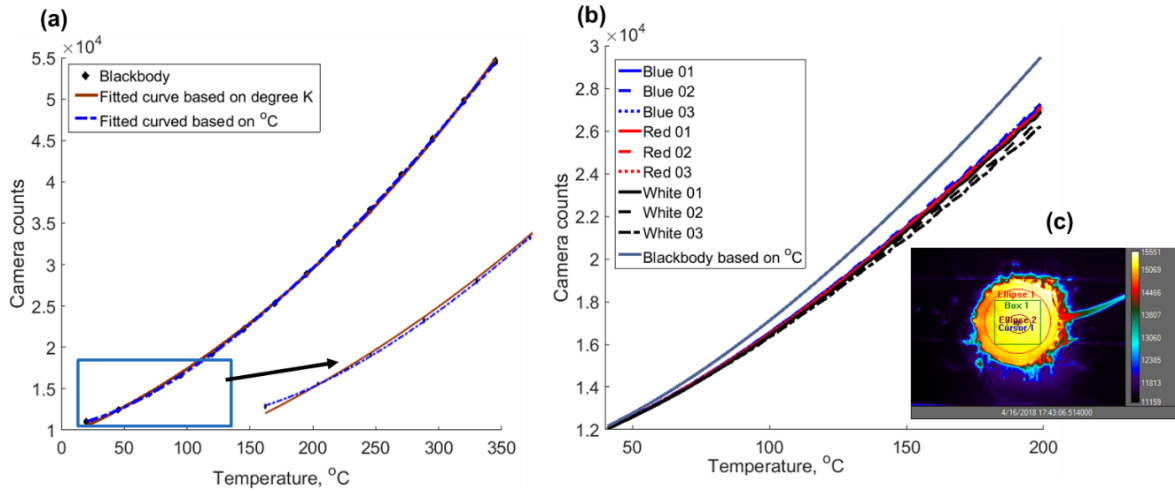 (a)
×10⁴
5.5
5
4.5
4
3.5
3
2.5
2
1.5
1
Camera counts
Blackbody
Fitted curve based on degree K
Fitted curved based on °C
0 50 100 150 200 250 300 350
Temperature, °C
(b)
×10⁴
3
2.8
2.6
2.4
2.2
2
1.8
1.6
1.4
1.2
Camera counts
Blue 01
Blue 02
Blue 03
Red 01
Red 02
Red 03
White 01
White 02
White 03
Blackbody based on °C
50 100 150 200
Temperature, °C
(c)
Ellipse 1
Box 1
Ellipse 2
Cursor 1
15551
15066
14466
13807
13060
12385
11813
11159
4/16/2018 17:43:06.514000